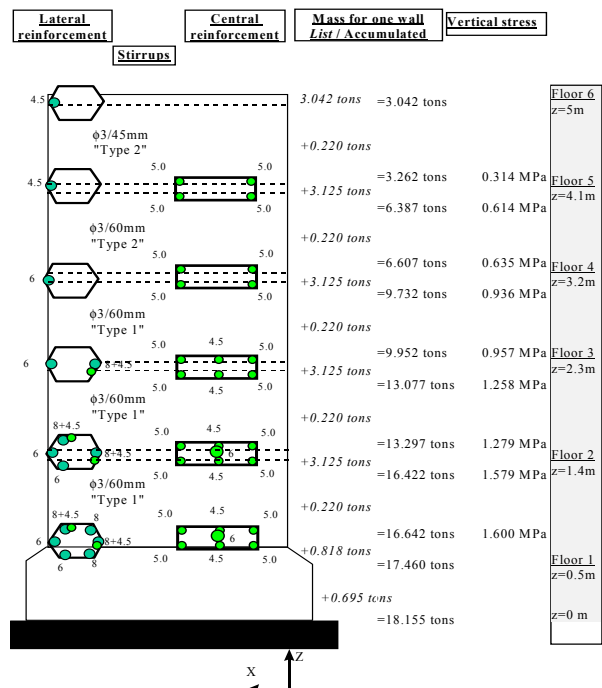 Lateral reinforcement
Stirrups
Central reinforcement
Mass for one wall
List / Accumulated
Vertical stress
4.5
3.042 tons =3.042 tons
Floor 6
z=5m
ϕ3/45mm
"Type 2"
+0.220 tons
4.5
5.0 5.0
5.0 5.0
+3.125 tons
=3.262 tons 0.314 MPa
=6.387 tons 0.614 MPa
Floor 5
z=4.1m
ϕ3/60mm
"Type 2"
+0.220 tons
6
5.0 5.0
5.0 5.0
+3.125 tons
=6.607 tons 0.635 MPa
=9.732 tons 0.936 MPa
Floor 4
z=3.2m
ϕ3/60mm
"Type 1"
+0.220 tons
6 8+4.5
5.0 4.5 5.0
5.0 4.5 5.0
+3.125 tons
=9.952 tons 0.957 MPa
=13.077 tons 1.258 MPa
Floor 3
z=2.3m
ϕ3/60mm
"Type 1"
+0.220 tons
8+4.5
6 8+4.5
6
5.0 4.5 5.0
6
5.0 4.5 5.0
+3.125 tons
=13.297 tons 1.279 MPa
=16.422 tons 1.579 MPa
Floor 2
z=1.4m
ϕ3/60mm
"Type 1"
+0.220 tons
8+4.5 8
6 8+4.5
6 8
5.0 4.5 5.0
6
5.0 4.5 5.0
=16.642 tons 1.600 MPa
+0.818 tons
=17.460 tons
Floor 1
z=0.5m
+0.695 tons
=18.155 tons
z=0 m
Z
X